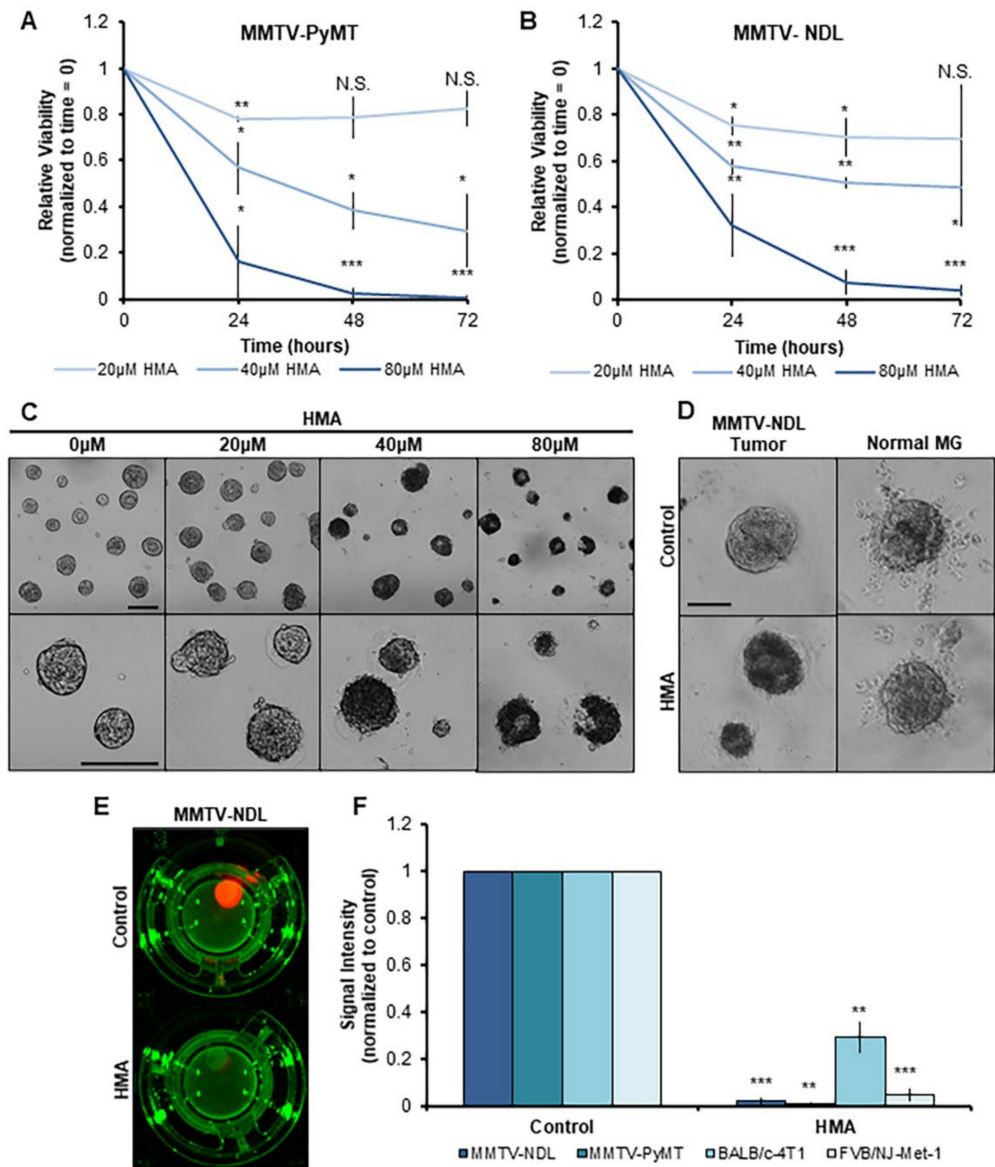 A
MMTV-PyMT
Relative Viability
(normalized to time = 0)
1.2
1
0.8
0.6
0.4
0.2
0
**
*
*
N.S.
*
***
N.S.
*
***
0 24 48 72
Time (hours)
20µM HMA 40µM HMA 80µM HMA
B
MMTV- NDL
Relative Viability
(normalized to time = 0)
1.2
1
0.8
0.6
0.4
0.2
0
*
**
**
*
**
***
N.S.
*
***
0 24 48 72
Time (hours)
20µM HMA 40µM HMA 80µM HMA
C
HMA
0µM 20µM 40µM 80µM
D
MMTV-NDL
Tumor
Normal MG
Control
HMA
E
MMTV-NDL
Control
HMA
F
Signal Intensity
(normalized to control)
1.2
1
0.8
0.6
0.4
0.2
0
***
**
**
***
Control HMA
MMTV-NDL MMTV-PyMT BALB/c-4T1 FVB/NJ-Met-1